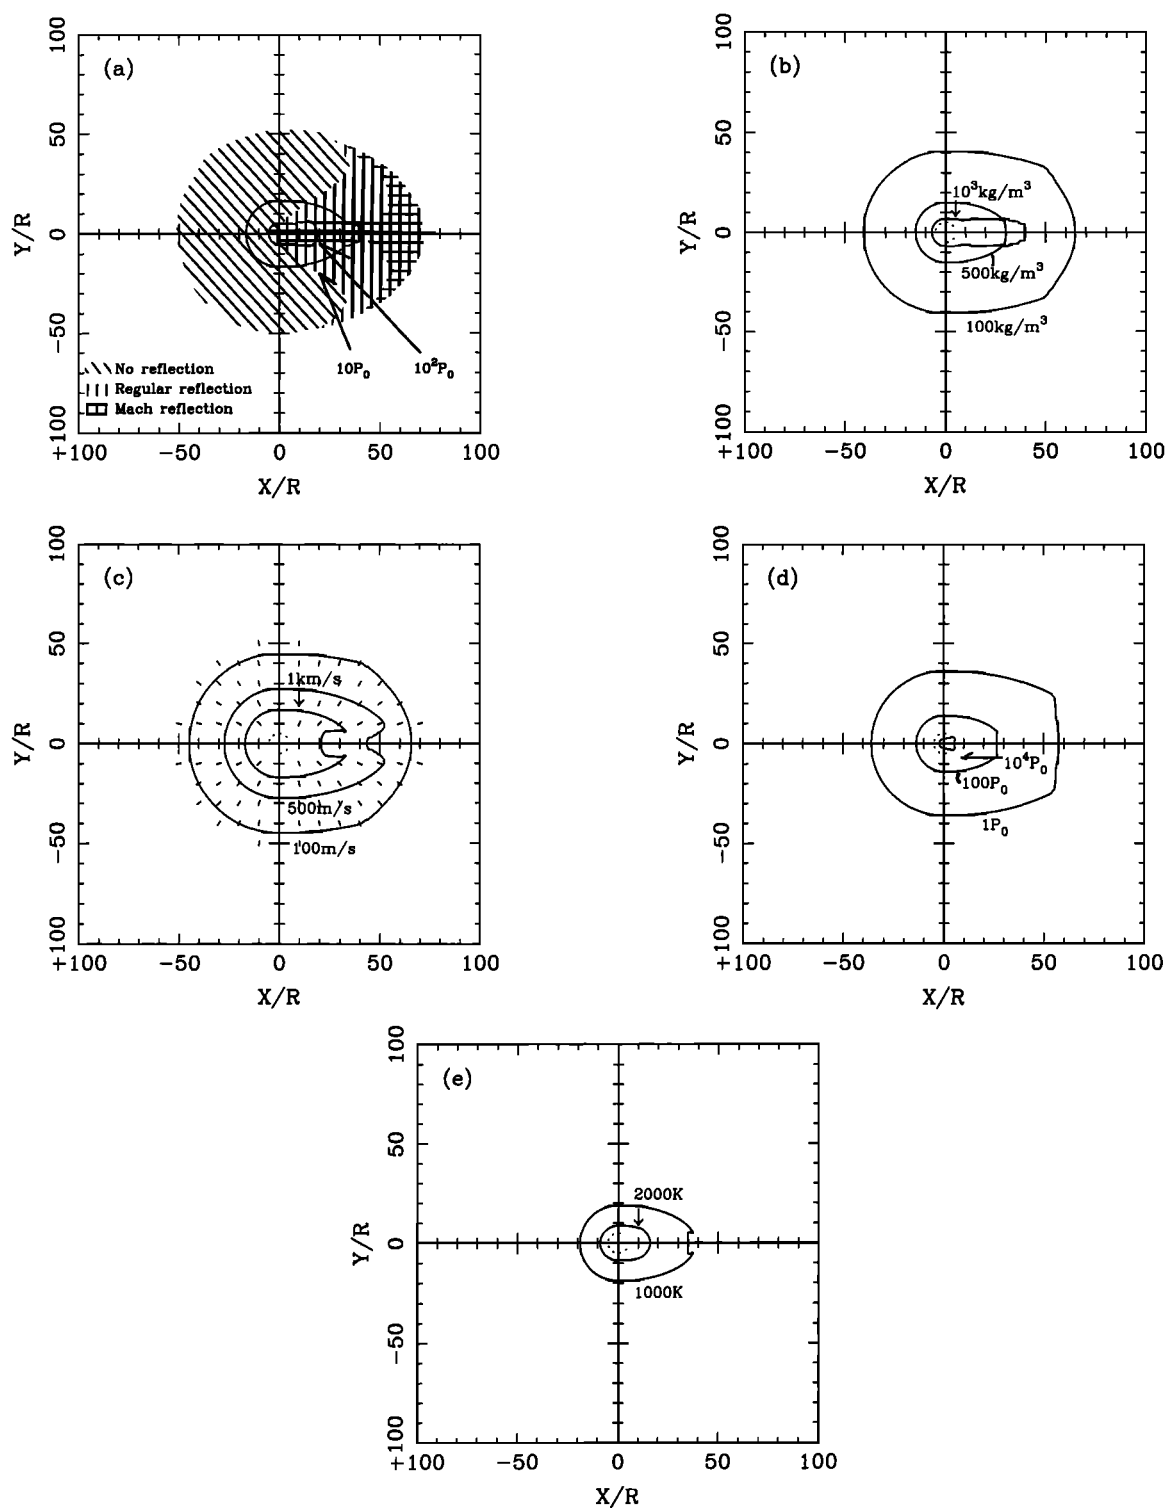 (a)
100
50
0
−50
−100
Y/R
10P₀
10²P₀
No reflection
Regular reflection
Mach reflection
+100 −50 0 50 100
X/R
(b)
100
50
0
−50
−100
Y/R
10³kg/m³
500kg/m³
100kg/m³
+100 −50 0 50 100
X/R
(c)
100
50
0
−50
−100
Y/R
1km/s
500m/s
100m/s
+100 −50 0 50 100
X/R
(d)
100
50
0
−50
−100
Y/R
10⁴P₀
100P₀
1P₀
+100 −50 0 50 100
X/R
(e)
100
50
0
−50
−100
Y/R
2000K
1000K
+100 −50 0 50 100
X/R